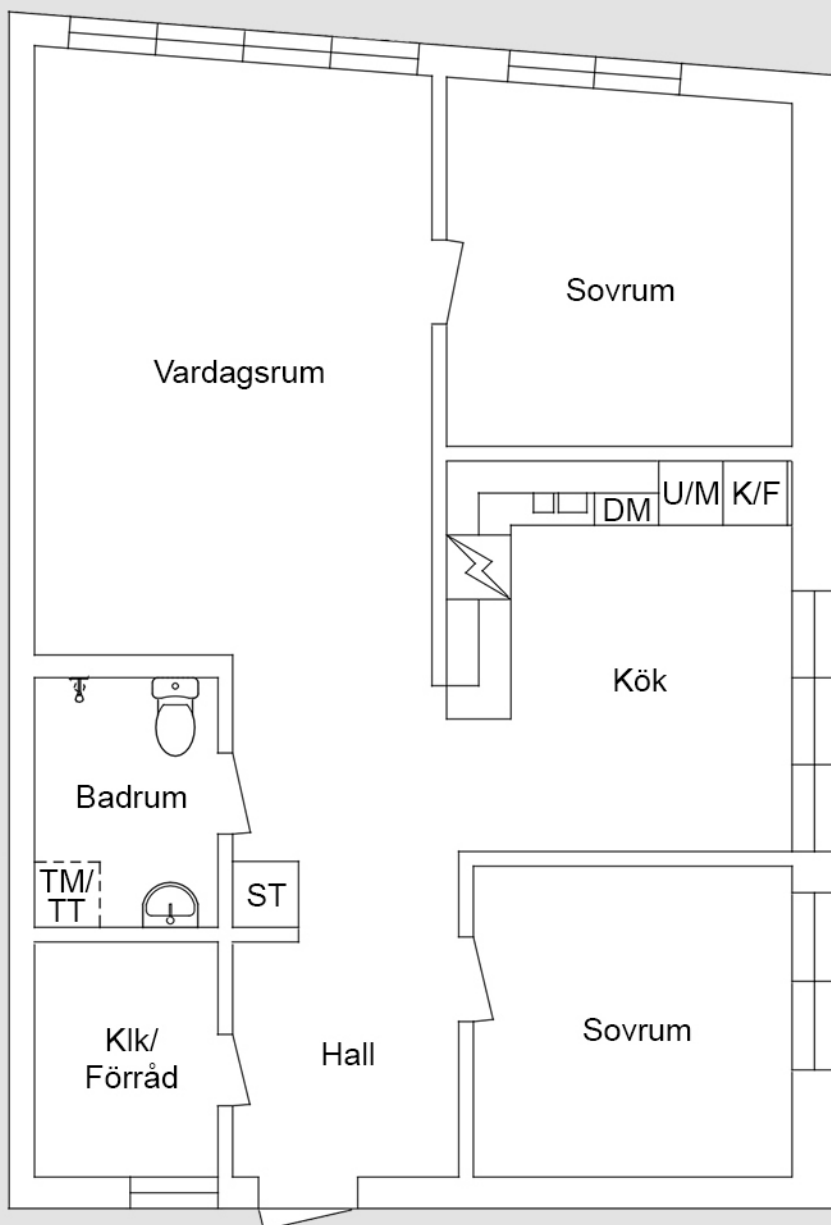 Sovrum
Vardagsrum
U/M
K/F
DM
Kök
Badrum
TM/
TT
ST
Klk/
Förråd
Hall
Sovrum